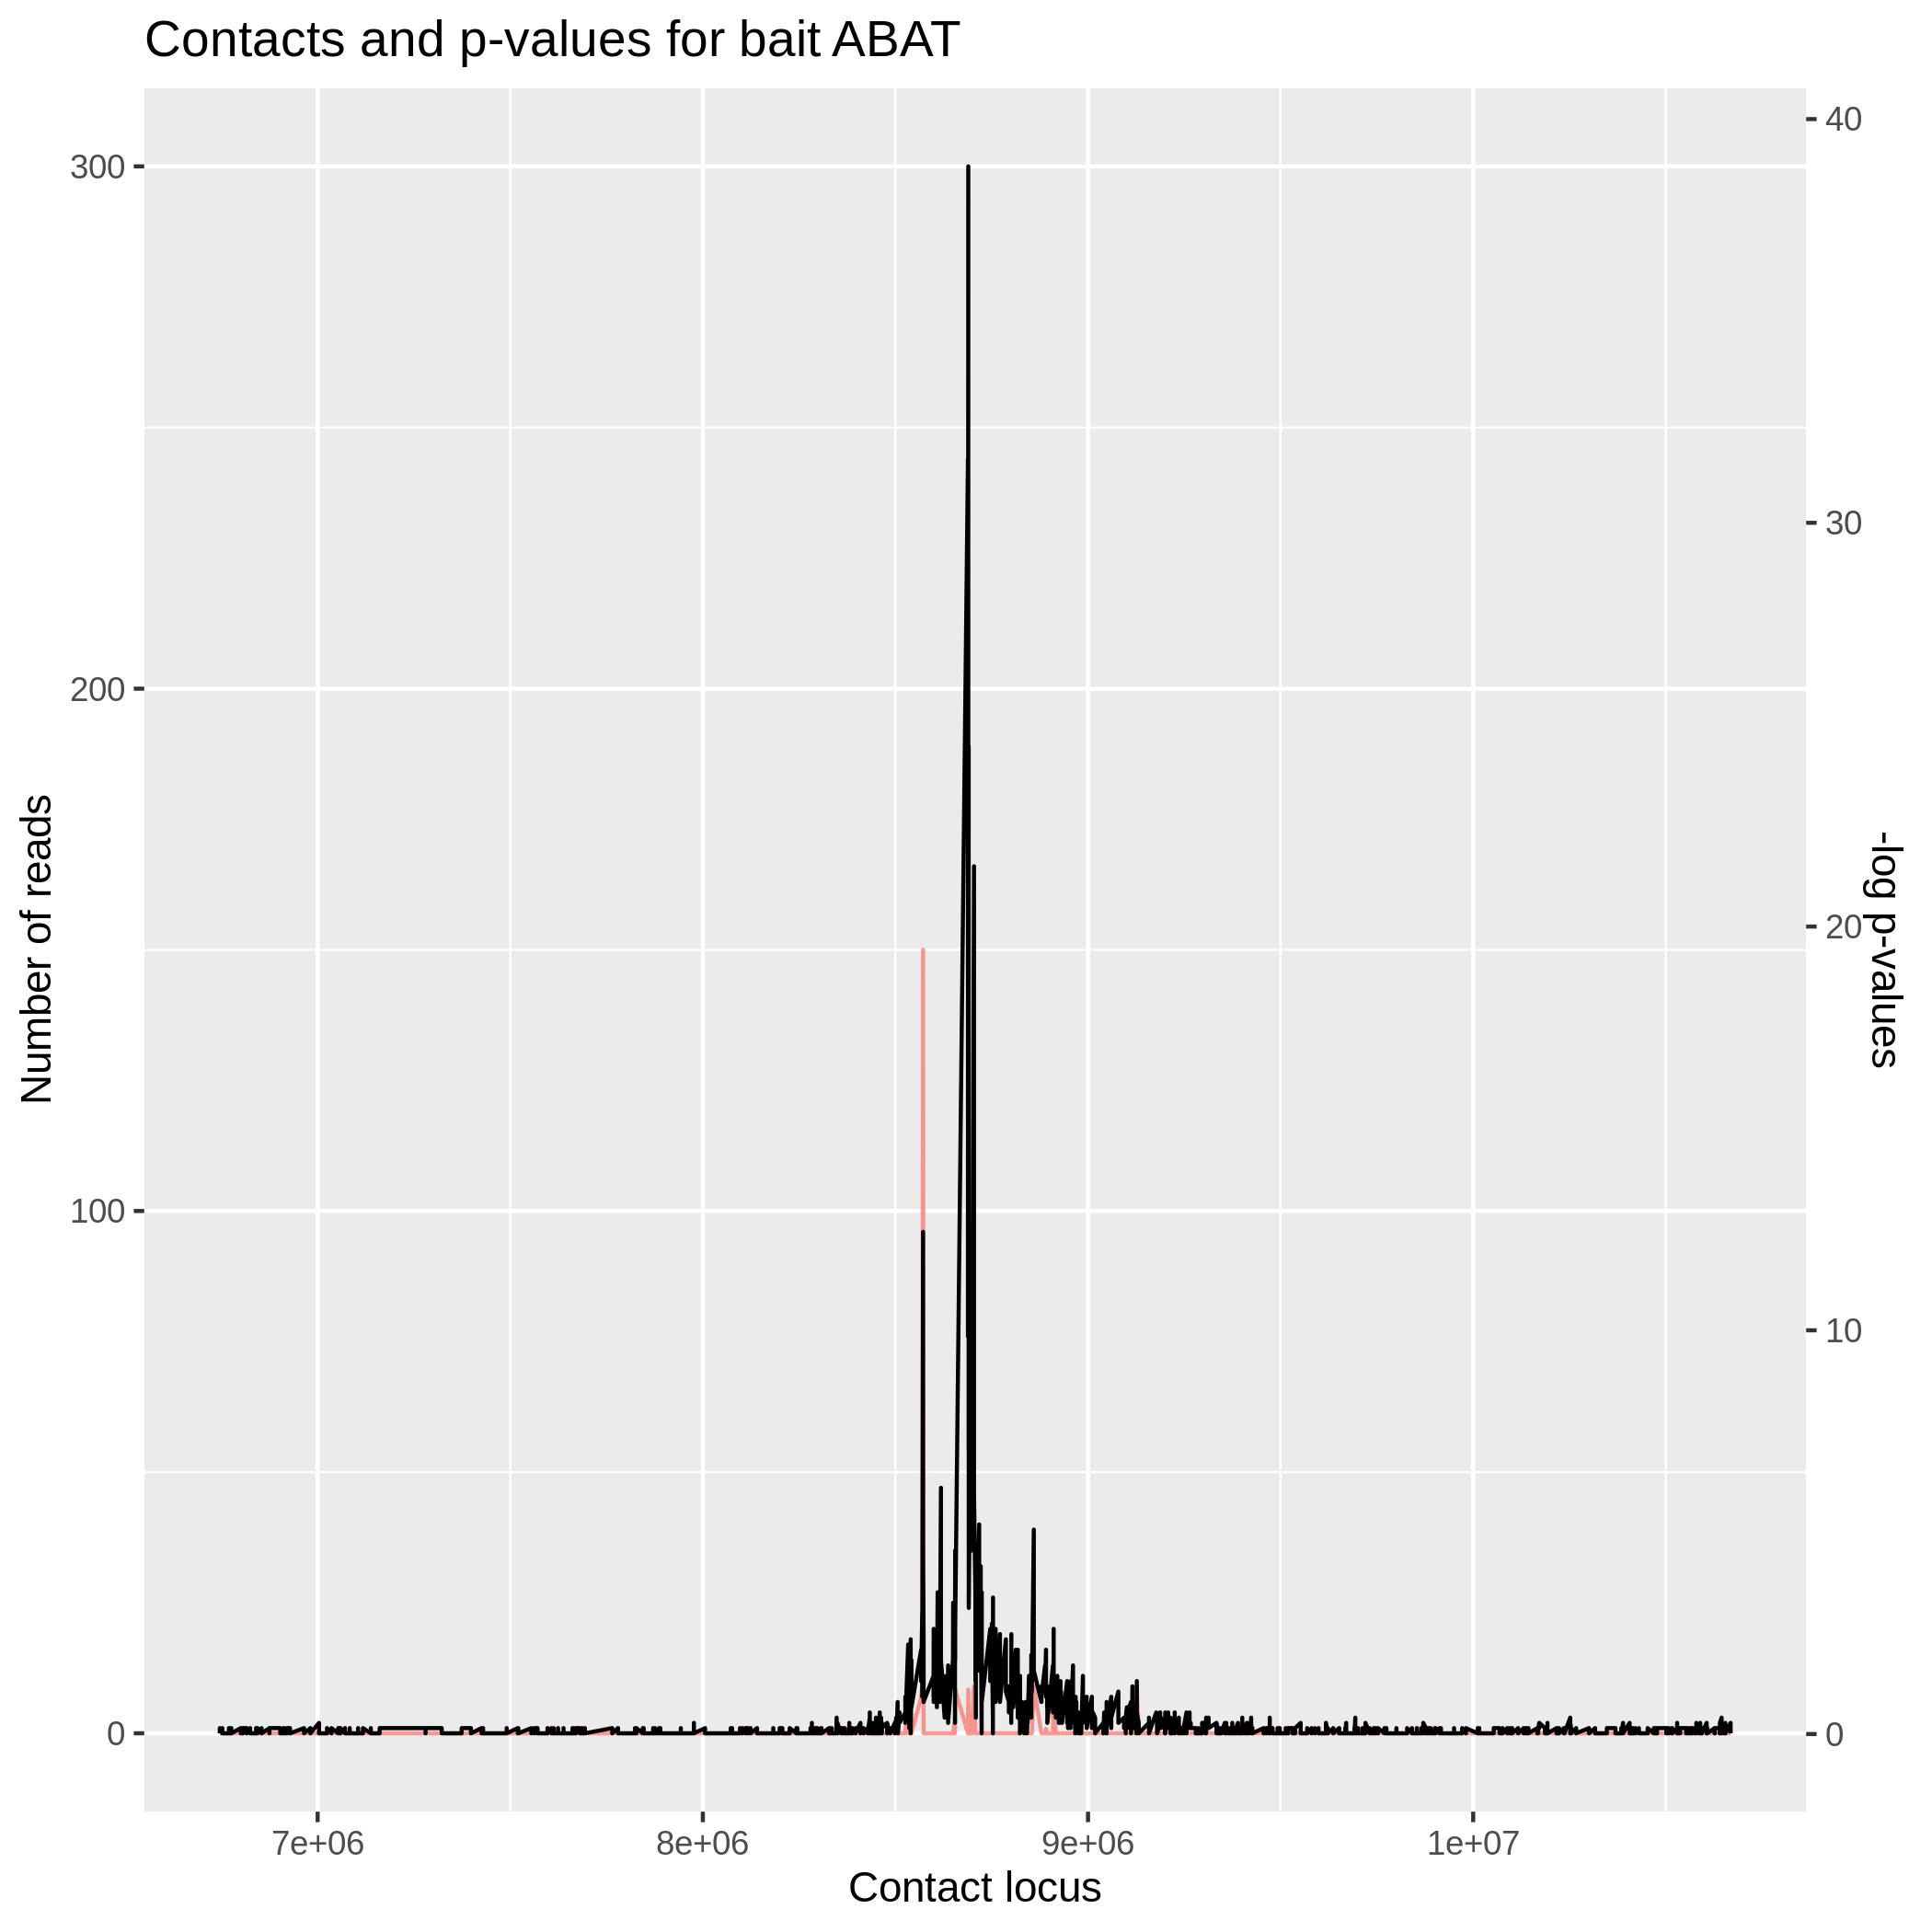 Contacts and p-values for bait ABAT
300
200
100
0
Number of reads
40
30
20
10
0
-log p-values
7e+06
8e+06
9e+06
1e+07
Contact locus